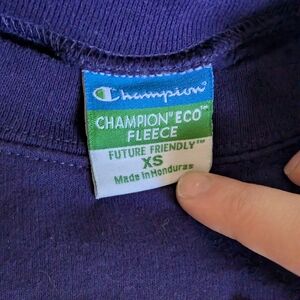 Champion
CHAMPION® ECO™
FLEECE
FUTURE FRIENDLY™
XS
Made in Honduras